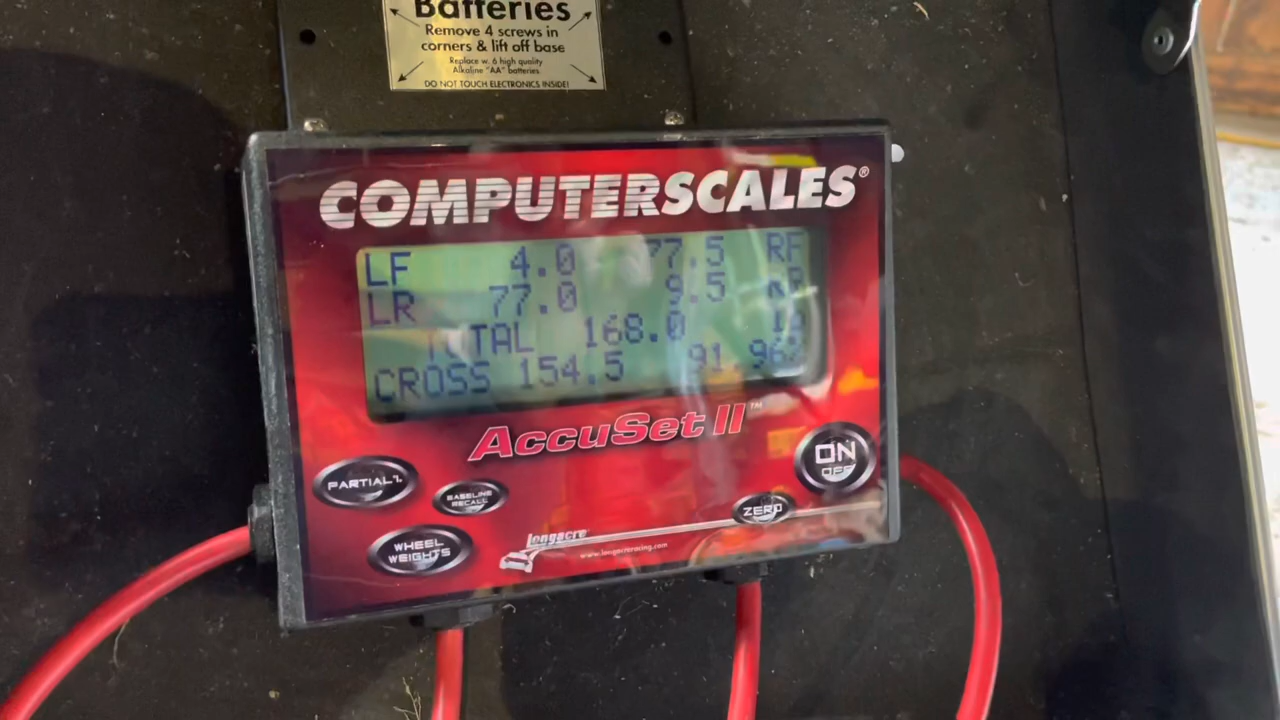 Batteries
Remove 4 screws in
corners & lift off base
Replace w. 6 high quality
Alkaline "AA" batteries
DO NOT TOUCH ELECTRONICS INSIDE!
COMPUTERSCALES®
LF 4.0 77.5 RF
LR 77.0 9.5
TOTAL 168.0
CROSS 154.5 91.96%
AccuSet II™
ON
OFF
PARTIAL%
BASELINE
RECALL
ZERO
WHEEL
WEIGHTS
Longacre®
www.longacreracing.com